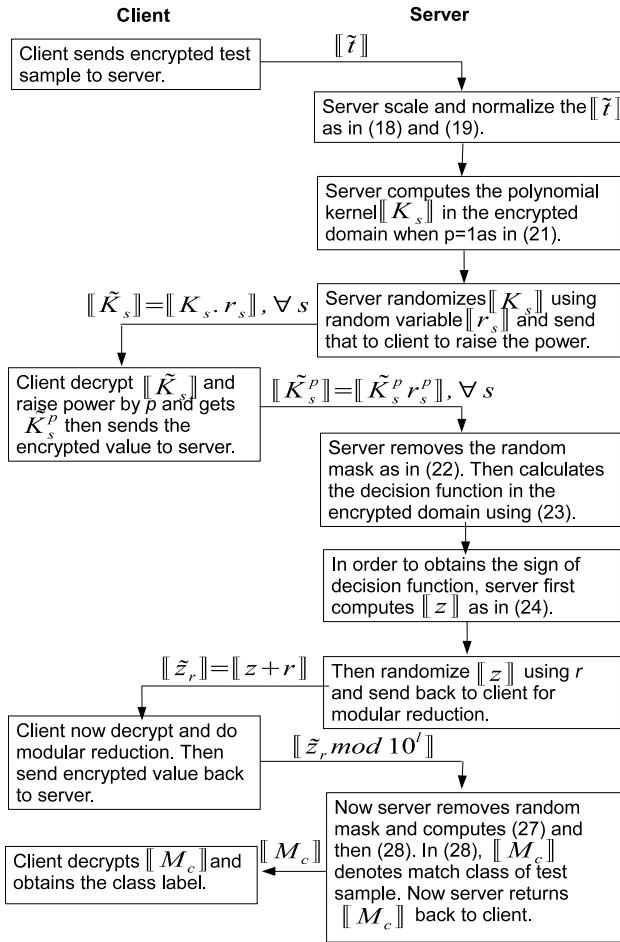 Client
Server
Client sends encrypted test
sample to server.
⟦t̃⟧
Server scale and normalize the ⟦t̃⟧
as in (18) and (19).
Server computes the polynomial
kernel ⟦K_s⟧ in the encrypted
domain when p=1as in (21).
⟦K̃_s⟧=⟦K_s . r_s⟧, ∀ s
Server randomizes ⟦K_s⟧ using
random variable ⟦r_s⟧ and send
that to client to raise the power.
Client decrypt ⟦K̃_s⟧ and
raise power by p and gets
K̃_s^p then sends the
encrypted value to server.
⟦K̃_s^p⟧=⟦K̃_s^p r_s^p⟧, ∀ s
Server removes the random
mask as in (22). Then calculates
the decision function in the
encrypted domain using (23).
In order to obtains the sign of
decision function, server first
computes ⟦z⟧ as in (24).
⟦z̃_r⟧=⟦z+r⟧
Then randomize ⟦z⟧ using r
and send back to client for
modular reduction.
Client now decrypt and do
modular reduction. Then
send encrypted value back
to server.
⟦z̃_r mod 10^l⟧
Now server removes random
mask and computes (27) and
then (28). In (28), ⟦M_c⟧
denotes match class of test
sample. Now server returns
⟦M_c⟧ back to client.
⟦M_c⟧
Client decrypts ⟦M_c⟧ and
obtains the class label.